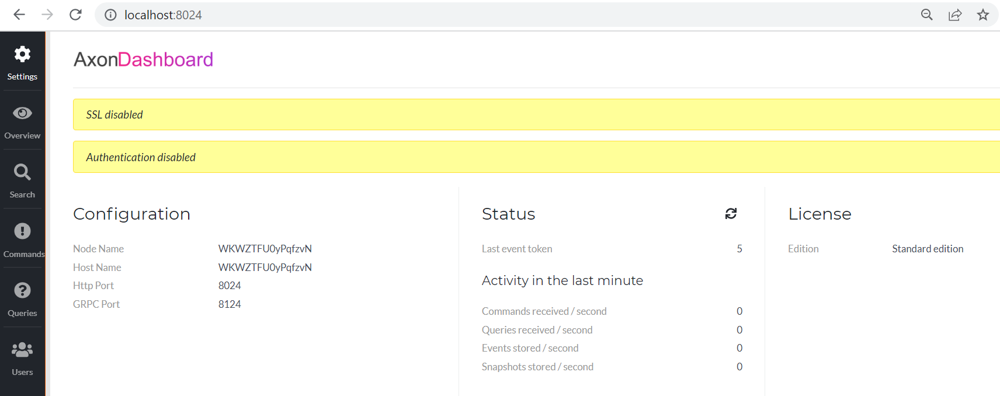 localhost:8024
Settings
Overview
Search
Commands
Queries
Users
AxonDashboard
SSL disabled
Authentication disabled
Configuration
Node Name WKWZTFU0yPqfzvN
Host Name WKWZTFU0yPqfzvN
Http Port 8024
GRPC Port 8124
Status
Last event token 5
Activity in the last minute
Commands received / second 0
Queries received / second 0
Events stored / second 0
Snapshots stored / second 0
License
Edition Standard edition